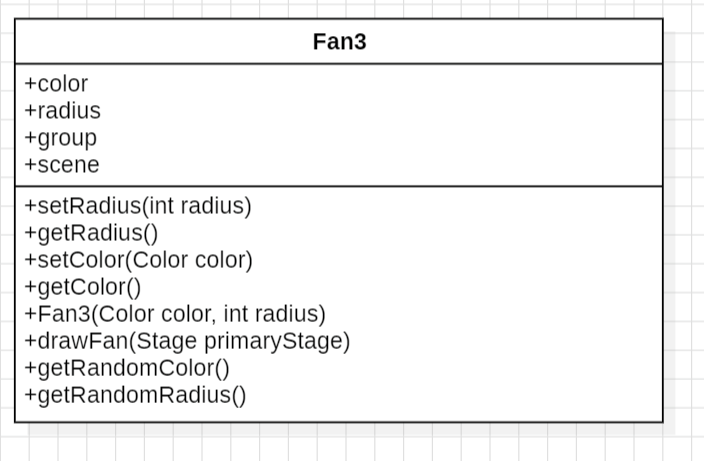 Fan3
+color
+radius
+group
+scene
+setRadius(int radius)
+getRadius()
+setColor(Color color)
+getColor()
+Fan3(Color color, int radius)
+drawFan(Stage primaryStage)
+getRandomColor()
+getRandomRadius()